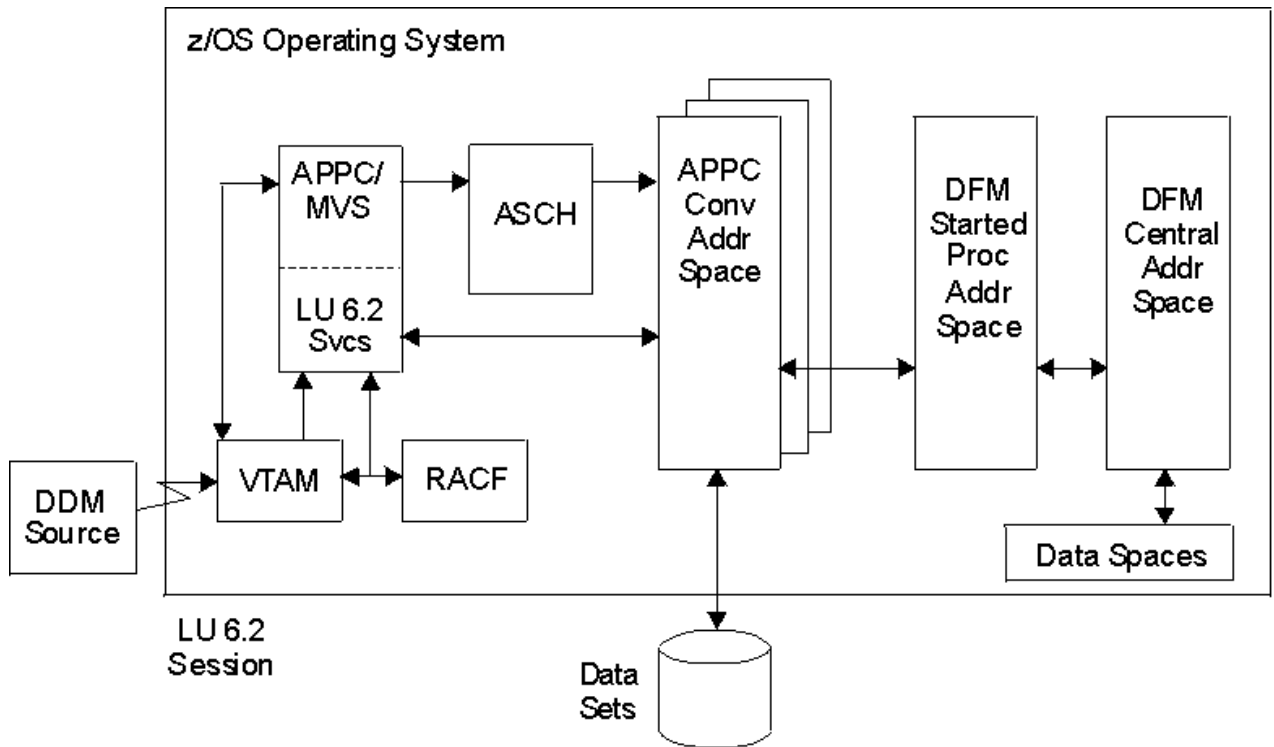 z/OS Operating System
APPC/
MVS
LU 6.2
Svcs
ASCH
APPC
Conv
Addr
Space
DFM
Started
Proc
Addr
Space
DFM
Central
Addr
Space
VTAM
RACF
DDM
Source
Data Spaces
LU 6.2
Session
Data
Sets